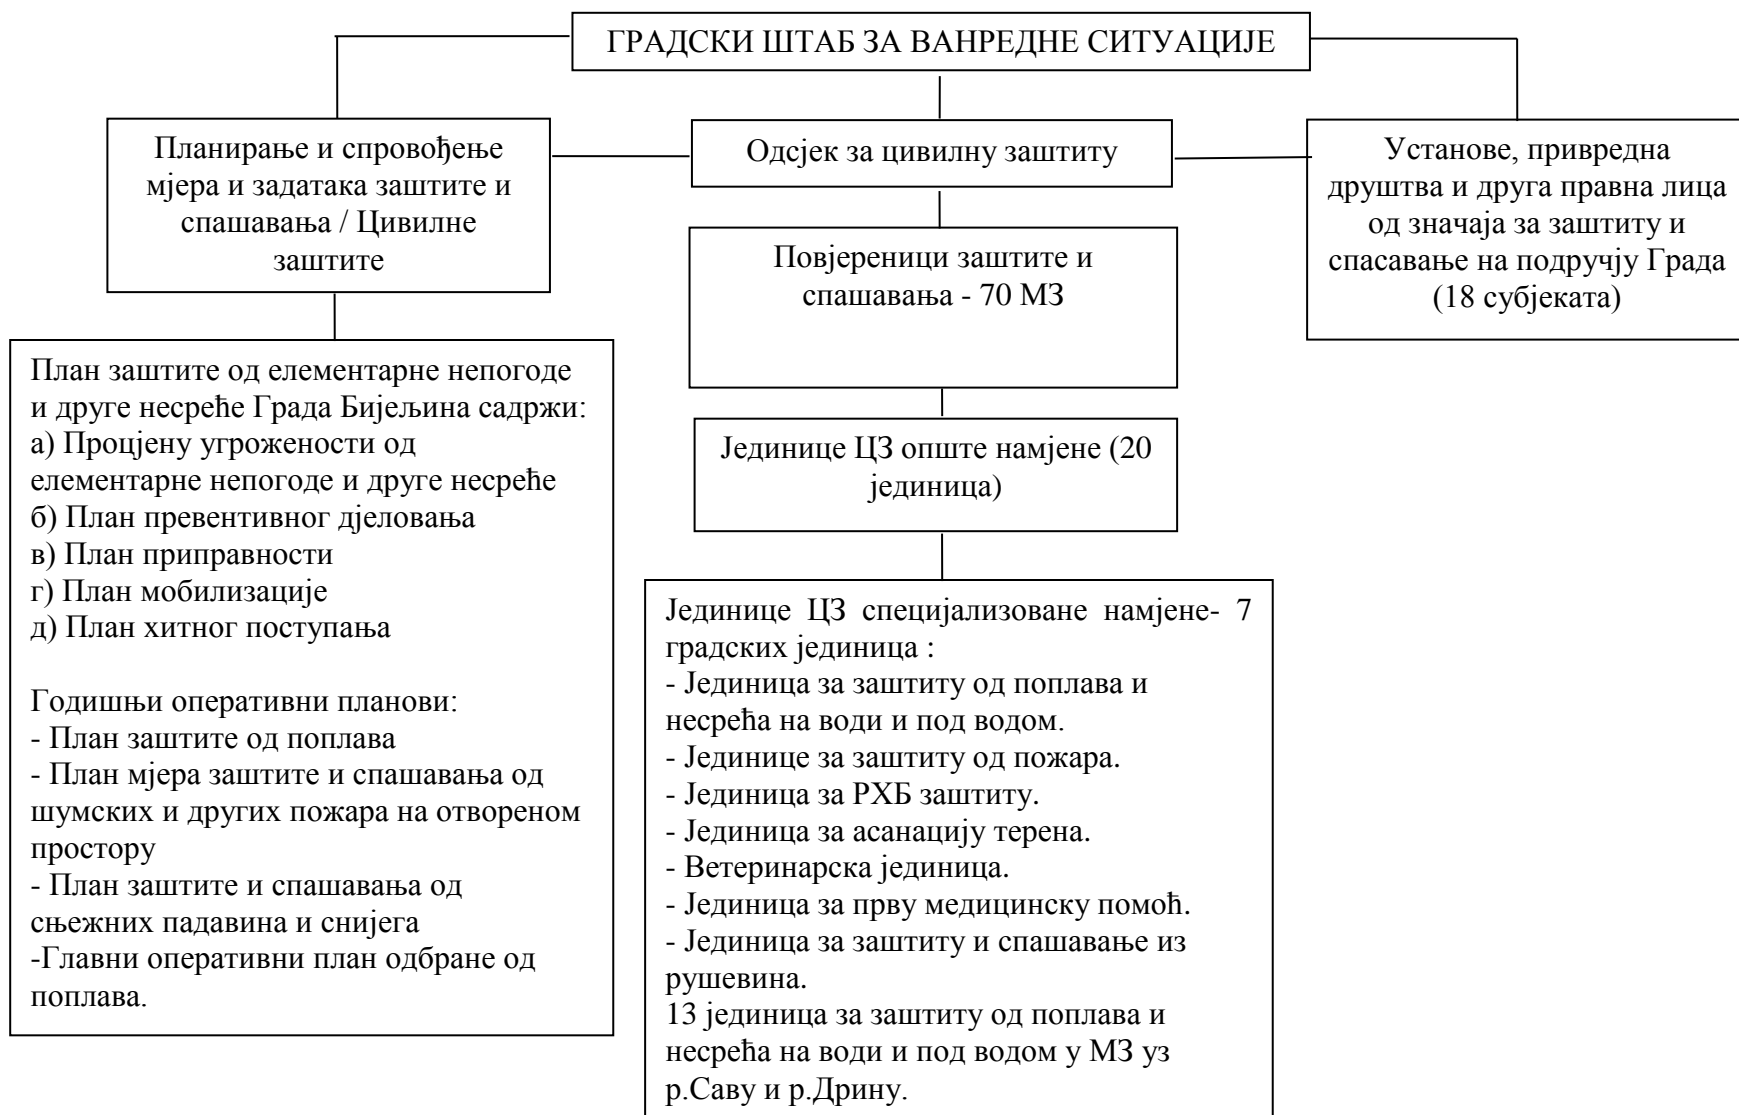 ГРАДСКИ ШТАБ ЗА ВАНРЕДНЕ СИТУАЦИЈЕ
Планирање и спровођење
мјера и задатака заштите и
спашавања / Цивилне
заштите
Одсјек за цивилну заштиту
Установе, привредна
друштва и друга правна лица
од значаја за заштиту и
спасавање на подручју Града
(18 субјеката)
Повјереници заштите и
спашавања - 70 МЗ
План заштите од елементарне непогоде
и друге несреће Града Бијељина садржи:
а) Процјену угрожености од
елементарне непогоде и друге несреће
б) План превентивног дјеловања
в) План приправности
г) План мобилизације
д) План хитног поступања
Годишњи оперативни планови:
- План заштите од поплава
- План мјера заштите и спашавања од
шумских и других пожара на отвореном
простору
- План заштите и спашавања од
сњежних падавина и снијега
-Главни оперативни план одбране од
поплава.
Јединице ЦЗ опште намјене (20
јединица)
Јединице ЦЗ специјализоване намјене- 7
градских јединица :
- Јединица за заштиту од поплава и
несрећа на води и под водом.
- Јединице за заштиту од пожара.
- Јединица за РХБ заштиту.
- Јединица за асанацију терена.
- Ветеринарска јединица.
- Јединица за прву медицинску помоћ.
- Јединица за заштиту и спашавање из
рушевина.
13 јединица за заштиту од поплава и
несрећа на води и под водом у МЗ уз
р.Саву и р.Дрину.